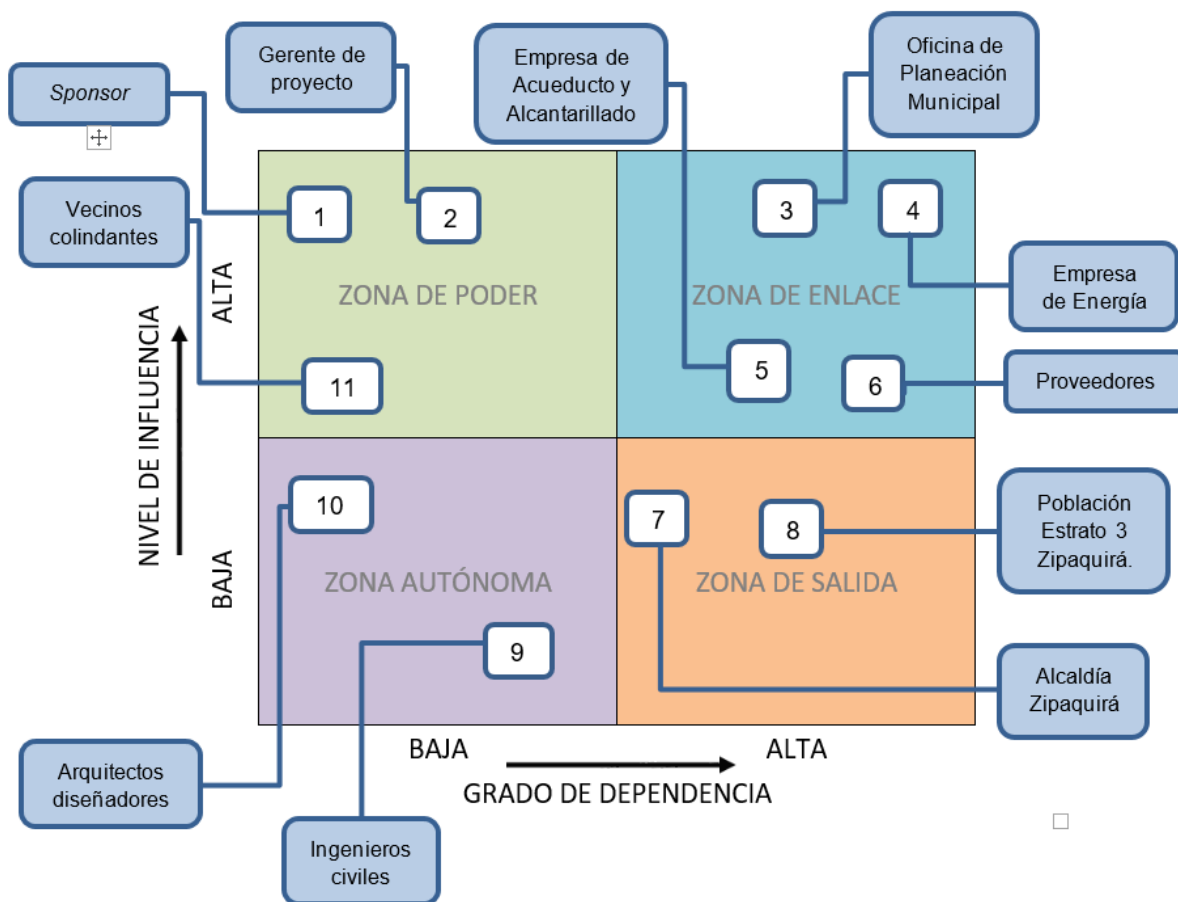 Sponsor
Gerente de
proyecto
Empresa de
Acueducto y
Alcantarillado
Oficina de
Planeación
Municipal
Vecinos
colindantes
1
2
3
4
ZONA DE PODER
ZONA DE ENLACE
Empresa
de Energía
11
5
6
Proveedores
NIVEL DE INFLUENCIA
ALTA
BAJA
10
7
8
Población
Estrato 3
Zipaquirá.
ZONA AUTÓNOMA
ZONA DE SALIDA
9
Alcaldía
Zipaquirá
BAJA
ALTA
GRADO DE DEPENDENCIA
Arquitectos
diseñadores
Ingenieros
civiles